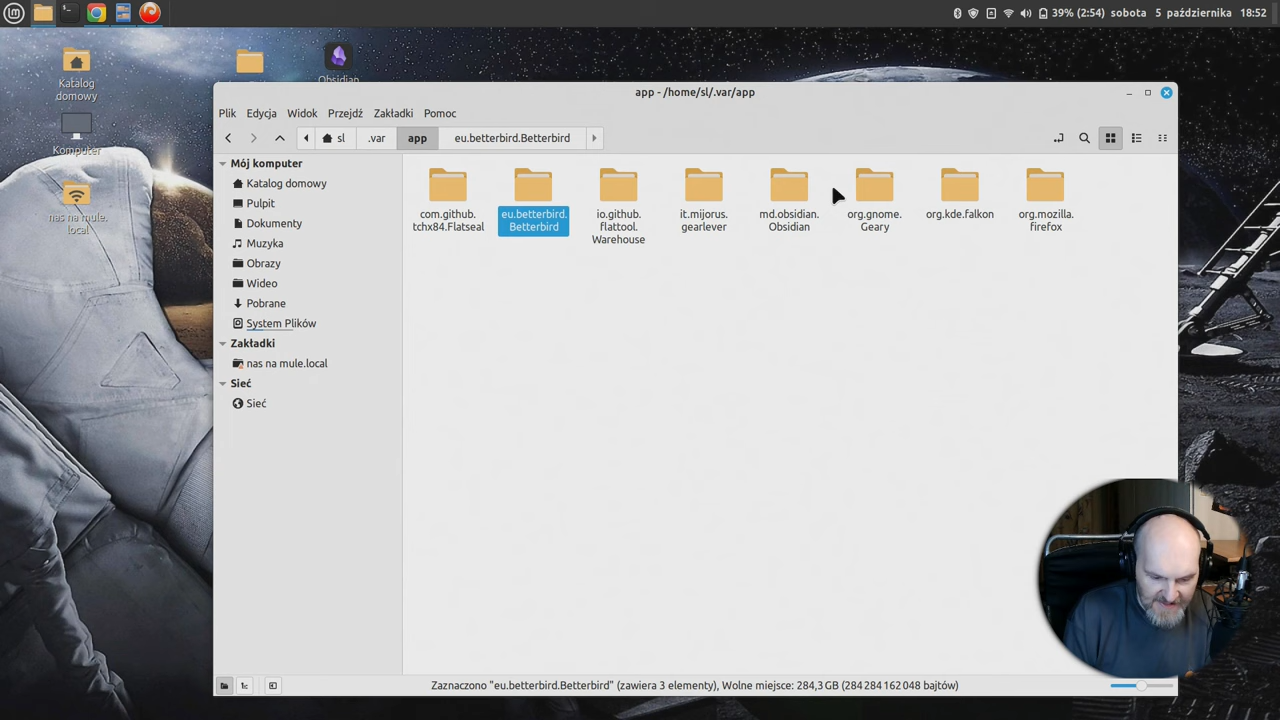 39% (2:54) sobota 5 października 18:52
Katalog
domowy
Komputer
nas na mule.
local
Obsidian
app - /home/sl/.var/app
Plik Edycja Widok Przejdź Zakładki Pomoc
sl .var app eu.betterbird.Betterbird
Mój komputer
Katalog domowy
Pulpit
Dokumenty
Muzyka
Obrazy
Wideo
Pobrane
System Plików
Zakładki
nas na mule.local
Sieć
Sieć
com.github.
tchx84.Flatseal
eu.betterbird.
Betterbird
io.github.
flattool.
Warehouse
it.mijorus.
gearlever
md.obsidian.
Obsidian
org.gnome.
Geary
org.kde.falkon
org.mozilla.
firefox
Zaznaczono "eu.betterbird.Betterbird" (zawiera 3 elementy), Wolne miejsce: 284,3 GB (284 284 162 048 bajtów)